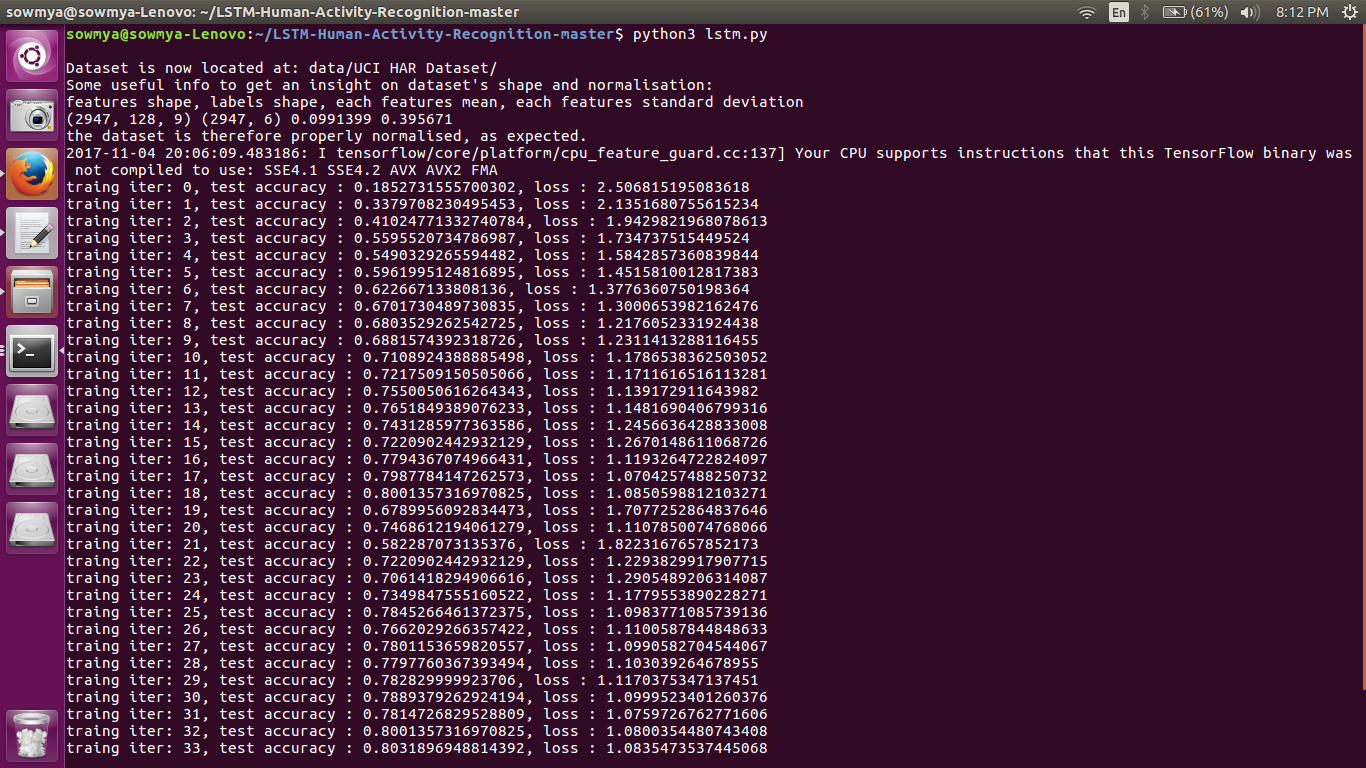 sowmya@sowmya-Lenovo: ~/LSTM-Human-Activity-Recognition-master
En
(61%)
8:12 PM
sowmya@sowmya-Lenovo:~/LSTM-Human-Activity-Recognition-master$ python3 lstm.py
Dataset is now located at: data/UCI HAR Dataset/
Some useful info to get an insight on dataset's shape and normalisation:
features shape, labels shape, each features mean, each features standard deviation
(2947, 128, 9) (2947, 6) 0.0991399 0.395671
the dataset is therefore properly normalised, as expected.
2017-11-04 20:06:09.483186: I tensorflow/core/platform/cpu_feature_guard.cc:137] Your CPU supports instructions that this TensorFlow binary was
not compiled to use: SSE4.1 SSE4.2 AVX AVX2 FMA
traing iter: 0, test accuracy : 0.1852731555700302, loss : 2.506815195083618
traing iter: 1, test accuracy : 0.3379708230495453, loss : 2.1351680755615234
traing iter: 2, test accuracy : 0.41024771332740784, loss : 1.9429821968078613
traing iter: 3, test accuracy : 0.5595520734786987, loss : 1.734737515449524
traing iter: 4, test accuracy : 0.5490329265594482, loss : 1.5842857360839844
traing iter: 5, test accuracy : 0.5961995124816895, loss : 1.4515810012817383
traing iter: 6, test accuracy : 0.622667133808136, loss : 1.3776360750198364
traing iter: 7, test accuracy : 0.6701730489730835, loss : 1.3000653982162476
traing iter: 8, test accuracy : 0.6803529262542725, loss : 1.2176052331924438
traing iter: 9, test accuracy : 0.6881574392318726, loss : 1.2311413288116455
traing iter: 10, test accuracy : 0.7108924388885498, loss : 1.1786538362503052
traing iter: 11, test accuracy : 0.7217509150505066, loss : 1.1711616516113281
traing iter: 12, test accuracy : 0.7550050616264343, loss : 1.139172911643982
traing iter: 13, test accuracy : 0.7651849389076233, loss : 1.1481690406799316
traing iter: 14, test accuracy : 0.7431285977363586, loss : 1.2456636428833008
traing iter: 15, test accuracy : 0.7220902442932129, loss : 1.2670148611068726
traing iter: 16, test accuracy : 0.7794367074966431, loss : 1.1193264722824097
traing iter: 17, test accuracy : 0.7987784147262573, loss : 1.0704257488250732
traing iter: 18, test accuracy : 0.8001357316970825, loss : 1.0850598812103271
traing iter: 19, test accuracy : 0.6789956092834473, loss : 1.7077252864837646
traing iter: 20, test accuracy : 0.7468612194061279, loss : 1.1107850074768066
traing iter: 21, test accuracy : 0.582287073135376, loss : 1.8223167657852173
traing iter: 22, test accuracy : 0.7220902442932129, loss : 1.2293829917907715
traing iter: 23, test accuracy : 0.7061418294906616, loss : 1.2905489206314087
traing iter: 24, test accuracy : 0.7349847555160522, loss : 1.1779553890228271
traing iter: 25, test accuracy : 0.7845266461372375, loss : 1.0983771085739136
traing iter: 26, test accuracy : 0.7662029266357422, loss : 1.1100587844848633
traing iter: 27, test accuracy : 0.7801153659820557, loss : 1.0990582704544067
traing iter: 28, test accuracy : 0.7797760367393494, loss : 1.103039264678955
traing iter: 29, test accuracy : 0.782829999923706, loss : 1.1170375347137451
traing iter: 30, test accuracy : 0.7889379262924194, loss : 1.0999523401260376
traing iter: 31, test accuracy : 0.7814726829528809, loss : 1.0759726762771606
traing iter: 32, test accuracy : 0.8001357316970825, loss : 1.0800354480743408
traing iter: 33, test accuracy : 0.8031896948814392, loss : 1.0835473537445068